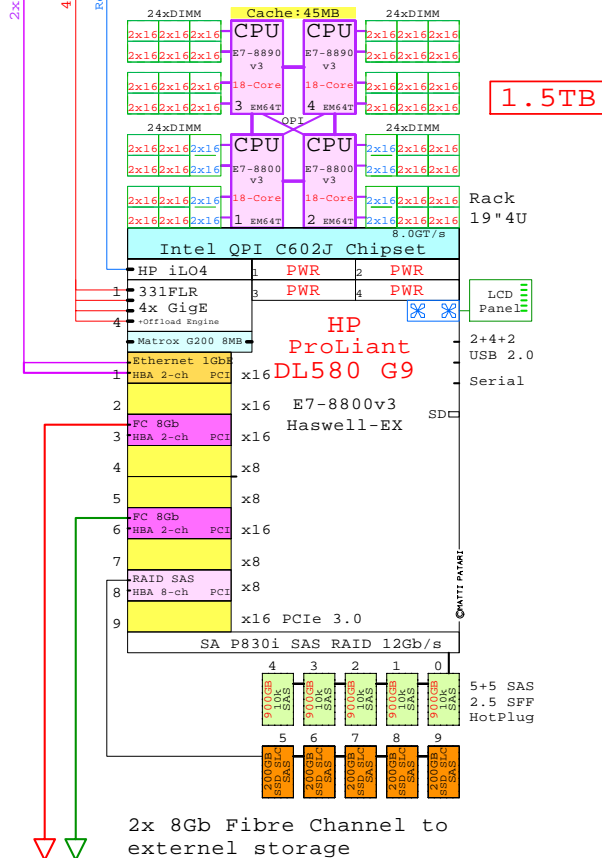 2x
4
Re
24xDIMM
Cache:45MB
24xDIMM
2x16 2x16 2x16
CPU
CPU
2x16 2x16 2x16
2x16 2x16 2x16
E7-8890
E7-8890
2x16 2x16 2x16
v3
v3
2x16 2x16 2x16
18-Core
18-Core
2x16 2x16 2x16
2x16 2x16 2x16
3 EM64T
4 EM64T
2x16 2x16 2x16
1.5TB
QPI
24xDIMM
24xDIMM
2x16 2x16 2x16
CPU
CPU
2x16 2x16 2x16
2x16 2x16 2x16
E7-8800
E7-8800
2x16 2x16 2x16
v3
v3
2x16 2x16 2x16
18-Core
18-Core
2x16 2x16 2x16
2x16 2x16 2x16
1 EM64T
2 EM64T
2x16 2x16 2x16
Rack
19"4U
8.0GT/s
Intel QPI C602J Chipset
HP iLO4
1 PWR
2 PWR
3 PWR
4 PWR
1
331FLR
4x GigE
4
+Offload Engine
LCD
Panel
Matrox G200 8MB
HP
ProLiant
DL580 G9
2+4+2
USB 2.0
Serial
Ethernet 1GbE
1 HBA 2-ch PCI x16
2 x16
E7-8800v3
Haswell-EX
SD
FC 8Gb
3 HBA 2-ch PCI x16
4 x8
5 x8
FC 8Gb
6 HBA 2-ch PCI x16
7 x8
RAID SAS
8 HBA 8-ch PCI x8
9 x16 PCIe 3.0
©MATTI PATARI
SA P830i SAS RAID 12Gb/s
4 3 2 1 0
900GB 10k SAS
900GB 10k SAS
900GB 10k SAS
900GB 10k SAS
900GB 10k SAS
5+5 SAS
2.5 SFF
HotPlug
5 6 7 8 9
200GB SSD SLC SAS
200GB SSD SLC SAS
200GB SSD SLC SAS
200GB SSD SLC SAS
200GB SSD SLC SAS
2x 8Gb Fibre Channel to
externel storage